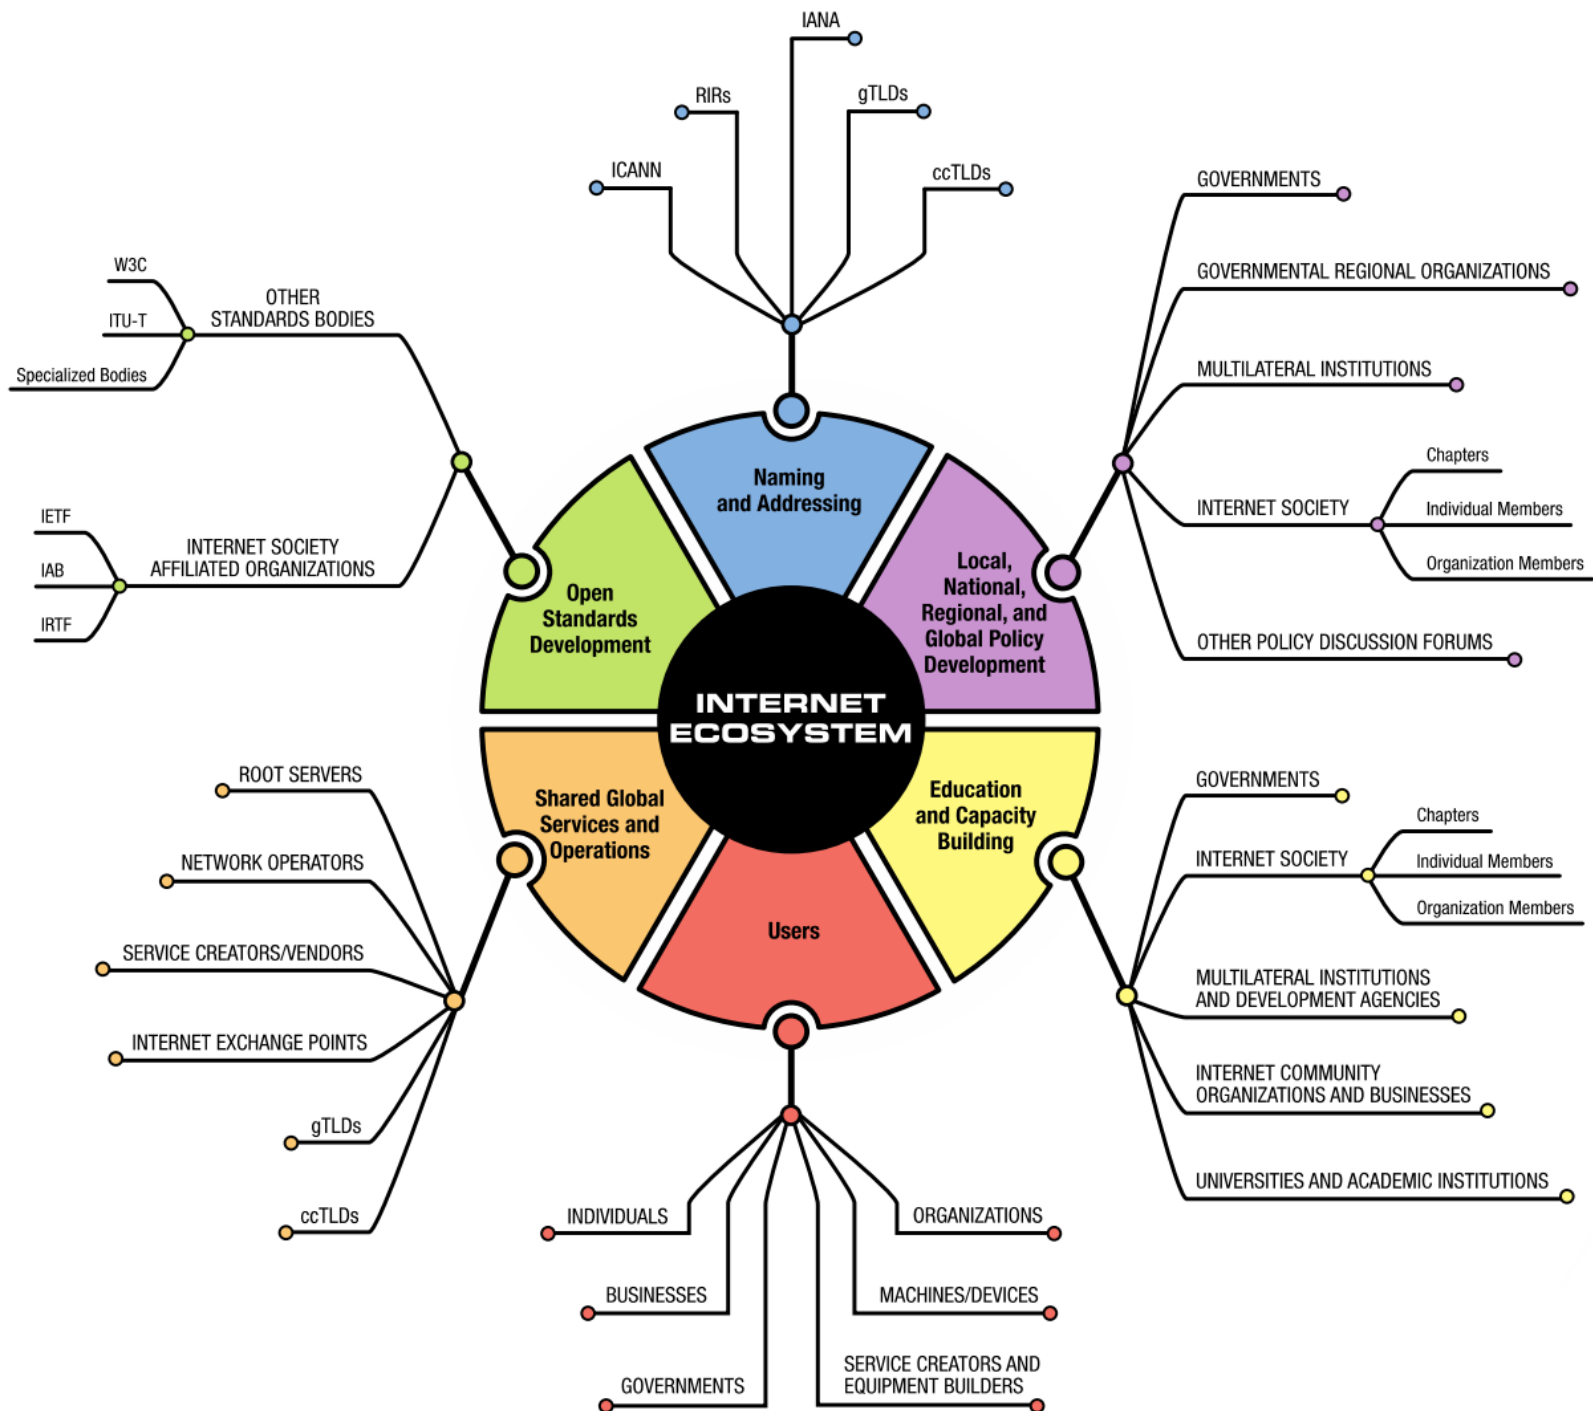 IANA
RIRs
gTLDs
ICANN
ccTLDs
GOVERNMENTS
GOVERNMENTAL REGIONAL ORGANIZATIONS
MULTILATERAL INSTITUTIONS
INTERNET SOCIETY
Chapters
Individual Members
Organization Members
OTHER POLICY DISCUSSION FORUMS
W3C
ITU-T
Specialized Bodies
OTHER
STANDARDS BODIES
IETF
IAB
IRTF
INTERNET SOCIETY
AFFILIATED ORGANIZATIONS
Naming
and Addressing
Local,
National,
Regional, and
Global Policy
Development
Open
Standards
Development
INTERNET
ECOSYSTEM
Shared Global
Services and
Operations
Education
and Capacity
Building
Users
ROOT SERVERS
NETWORK OPERATORS
SERVICE CREATORS/VENDORS
INTERNET EXCHANGE POINTS
gTLDs
ccTLDs
GOVERNMENTS
INTERNET SOCIETY
Chapters
Individual Members
Organization Members
MULTILATERAL INSTITUTIONS
AND DEVELOPMENT AGENCIES
INTERNET COMMUNITY
ORGANIZATIONS AND BUSINESSES
UNIVERSITIES AND ACADEMIC INSTITUTIONS
INDIVIDUALS
BUSINESSES
GOVERNMENTS
ORGANIZATIONS
MACHINES/DEVICES
SERVICE CREATORS AND
EQUIPMENT BUILDERS